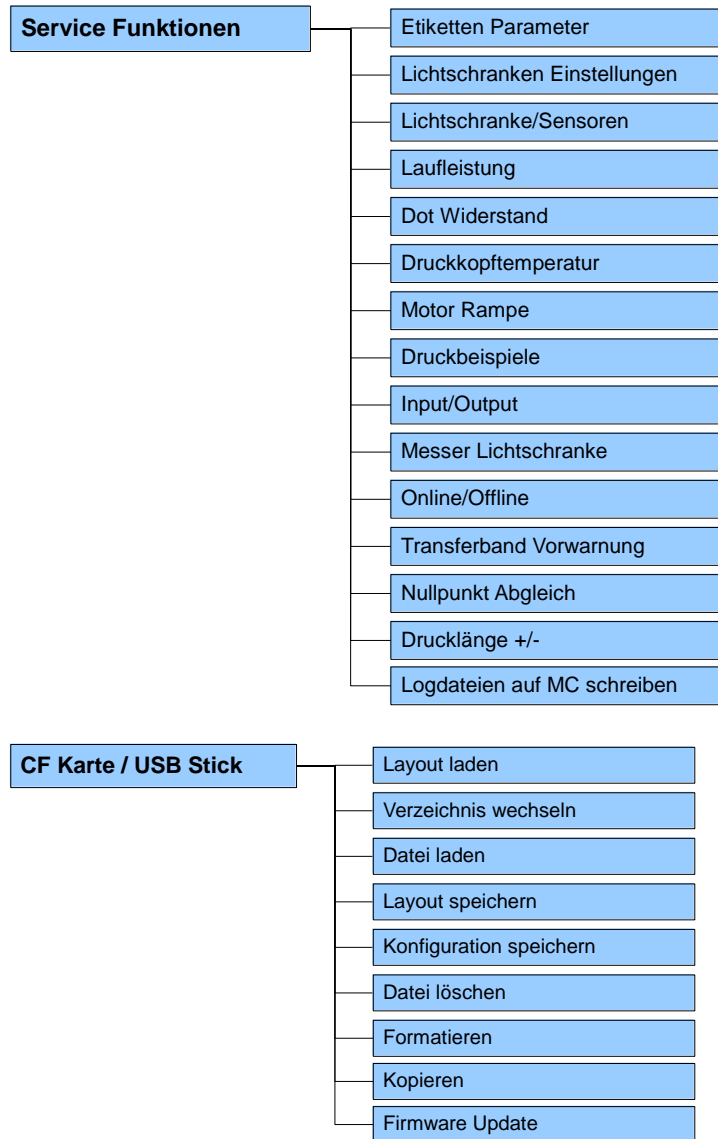 Service Funktionen
Etiketten Parameter
Lichtschranken Einstellungen
Lichtschranke/Sensoren
Laufleistung
Dot Widerstand
Druckkopftemperatur
Motor Rampe
Druckbeispiele
Input/Output
Messer Lichtschranke
Online/Offline
Transferband Vorwarnung
Nullpunkt Abgleich
Drucklänge +/-
Logdateien auf MC schreiben
CF Karte / USB Stick
Layout laden
Verzeichnis wechseln
Datei laden
Layout speichern
Konfiguration speichern
Datei löschen
Formatieren
Kopieren
Firmware Update